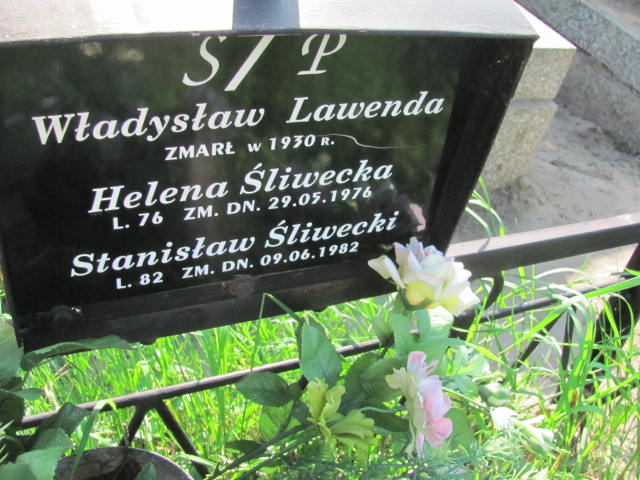 Ś / P
Władysław Lawenda
ZMARŁ w 1930 R.
Helena Śliwecka
L. 76 ZM. DN. 29.05.1976
Stanisław Śliwecki
L. 82 ZM. DN. 09.06.1982